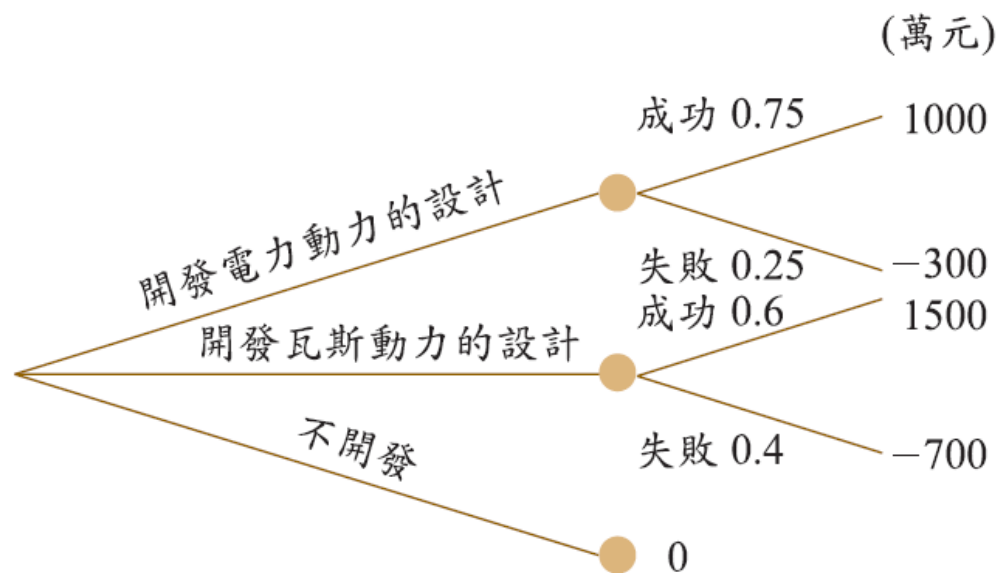 (萬元)
成功 0.75
1000
開發電力動力的設計
失敗 0.25
−300
成功 0.6
1500
開發瓦斯動力的設計
不開發
失敗 0.4
−700
0